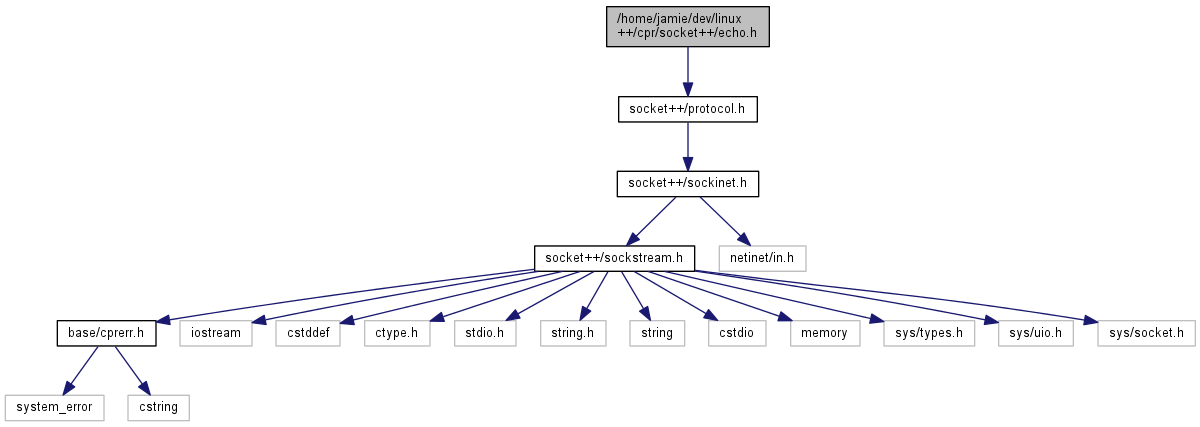 /home/jamie/dev/linux
++/cpr/socket++/echo.h
socket++/protocol.h
socket++/sockinet.h
socket++/sockstream.h
netinet/in.h
base/cprerr.h
iostream
cstddef
ctype.h
stdio.h
string.h
string
cstdio
memory
sys/types.h
sys/uio.h
sys/socket.h
system_error
cstring